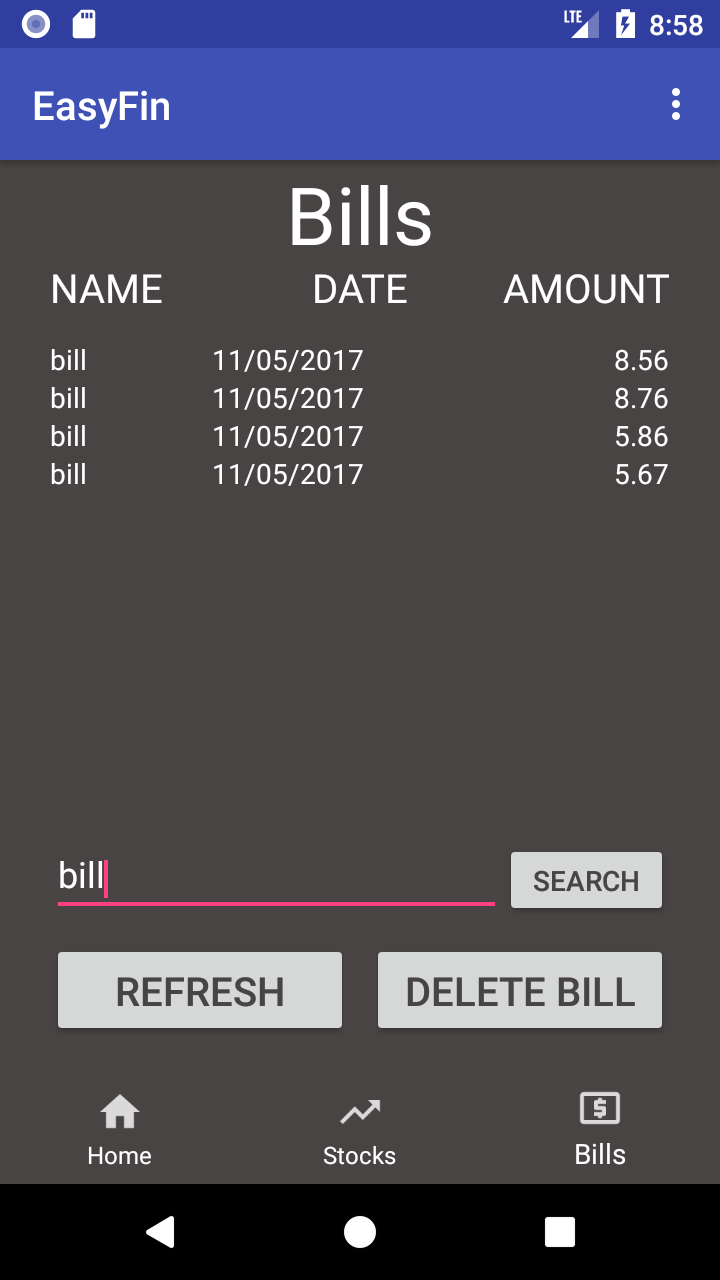 LTE 8:58
EasyFin
Bills
NAME DATE AMOUNT
bill 11/05/2017 8.56
bill 11/05/2017 8.76
bill 11/05/2017 5.86
bill 11/05/2017 5.67
bill SEARCH
REFRESH DELETE BILL
Home Stocks Bills